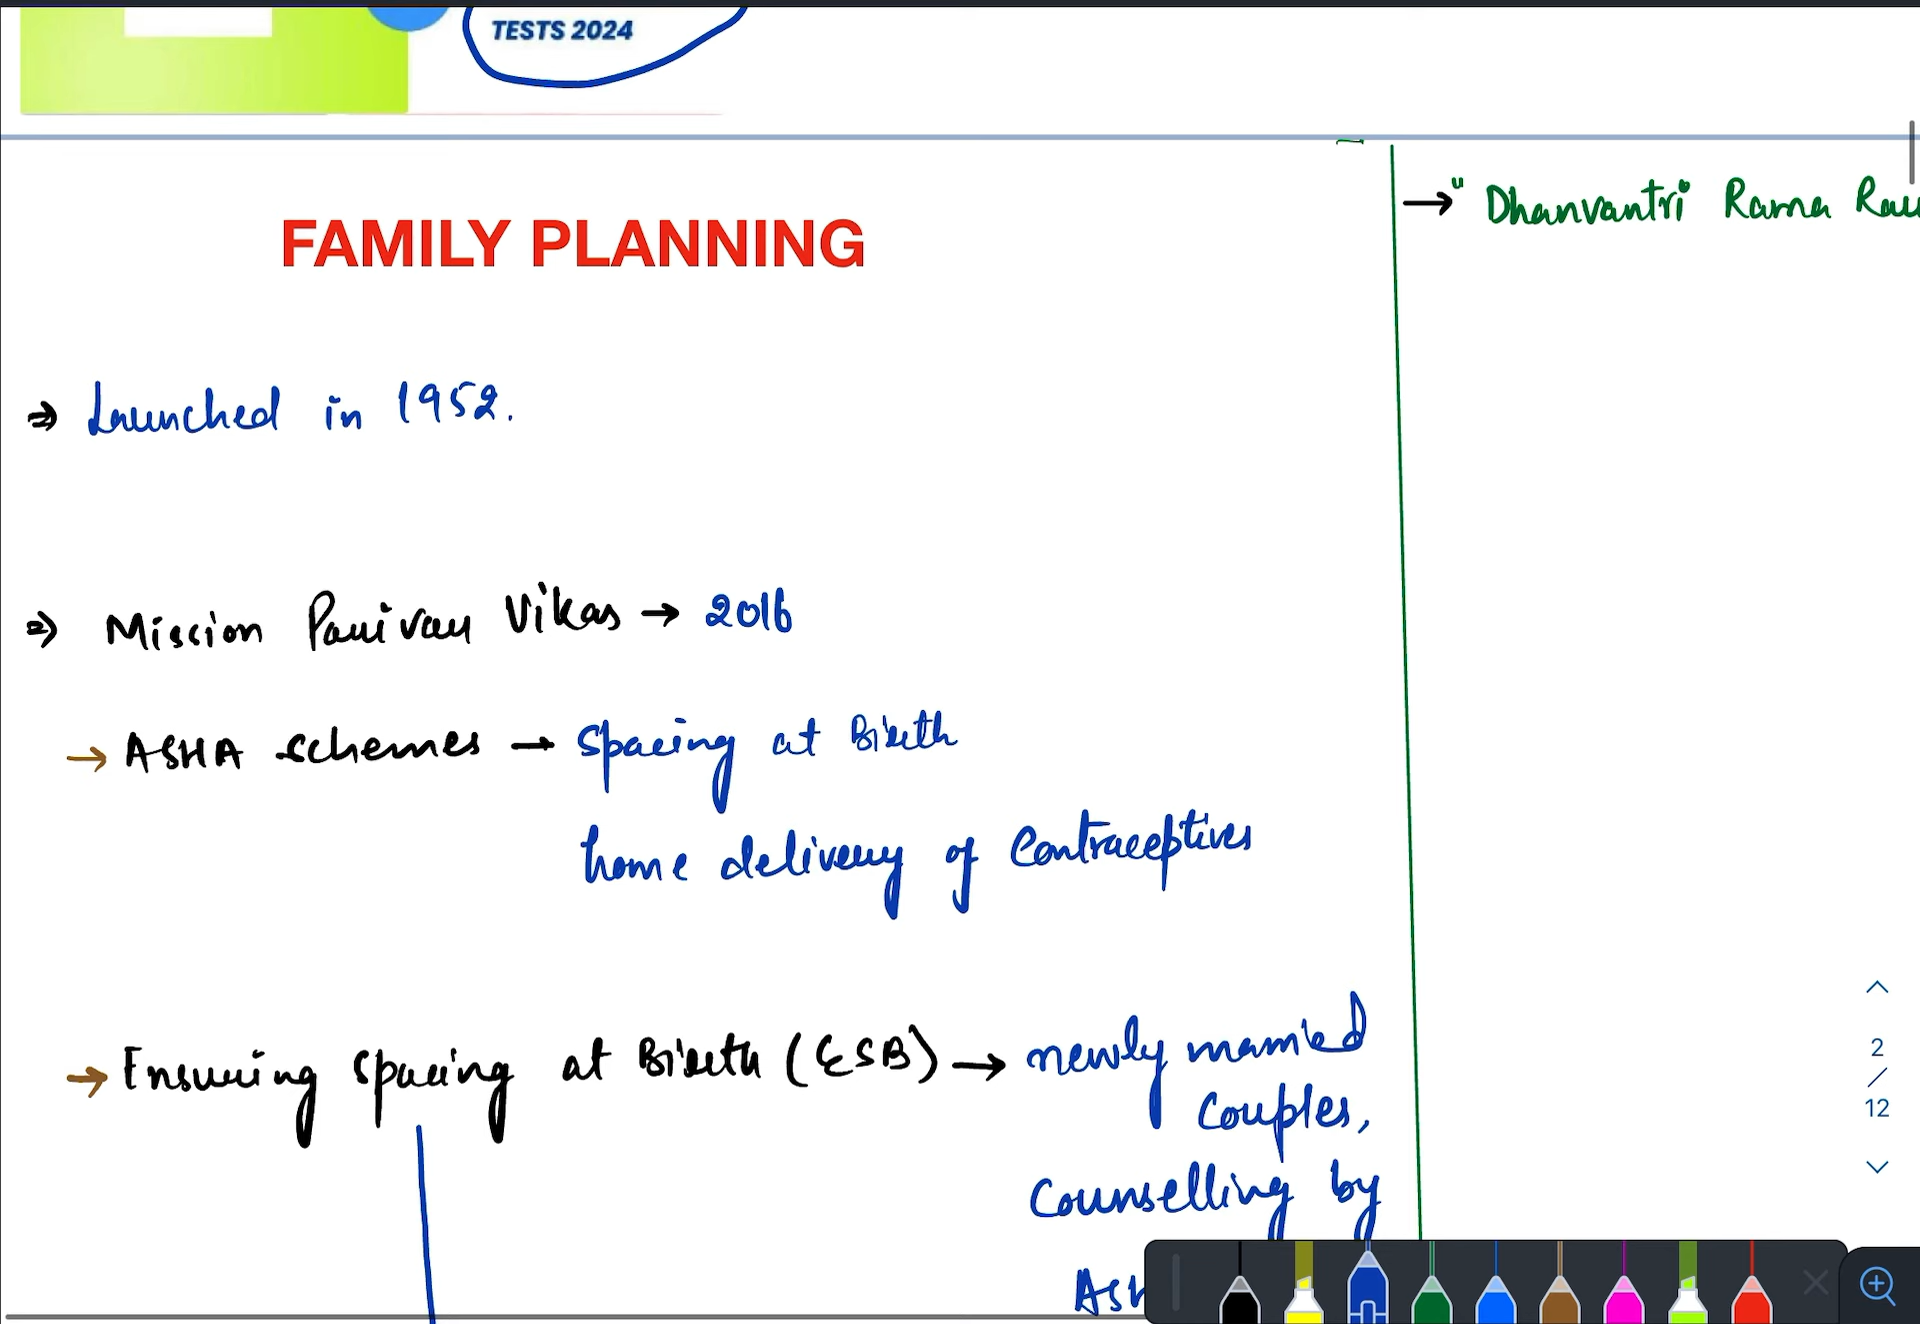 TESTS 2024
FAMILY PLANNING
⇒ Launched in 1952.
⇒ Mission Parivar Vikas → 2016
→ ASHA schemes → Spacing at Birth
home delivery of Contraceptives
→ Ensuring spacing at Birth (ESB) → newly married
Couples,
Counselling by
→ " Dhanvantri Rama
2
/
12